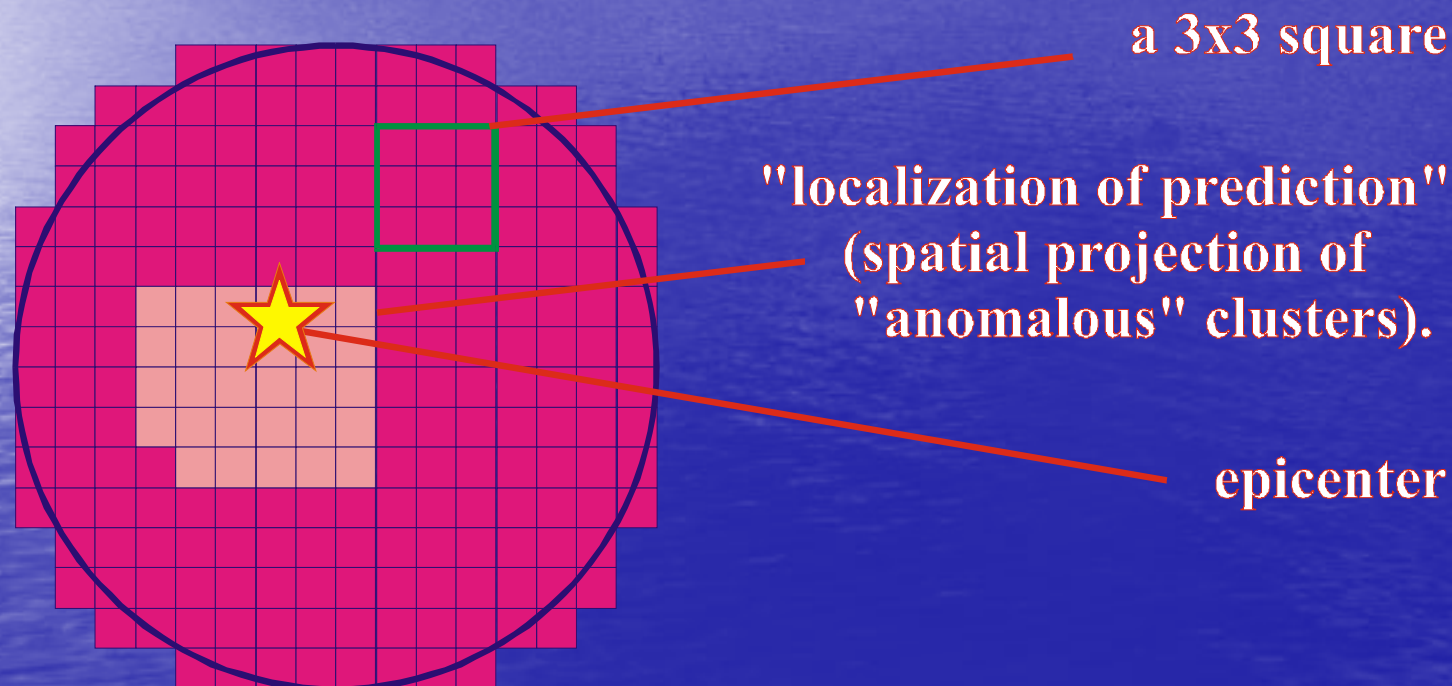 a 3x3 square
"localization of prediction"
(spatial projection of
"anomalous" clusters).
epicenter